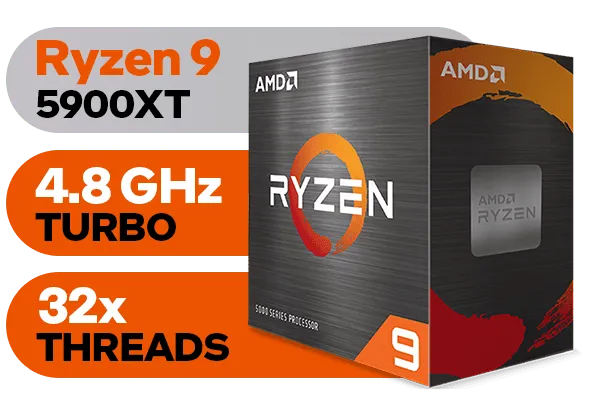 Ryzen 9
5900XT
4.8 GHz
TURBO
32x
THREADS
AMD
RYZEN
5000 SERIES PROCESSOR
9
AMD
AMD
RYZEN